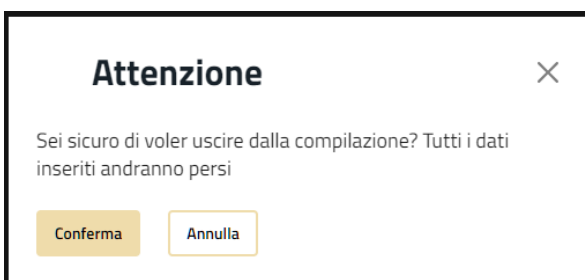 Attenzione
Sei sicuro di voler uscire dalla compilazione? Tutti i dati
inseriti andranno persi
Conferma
Annulla